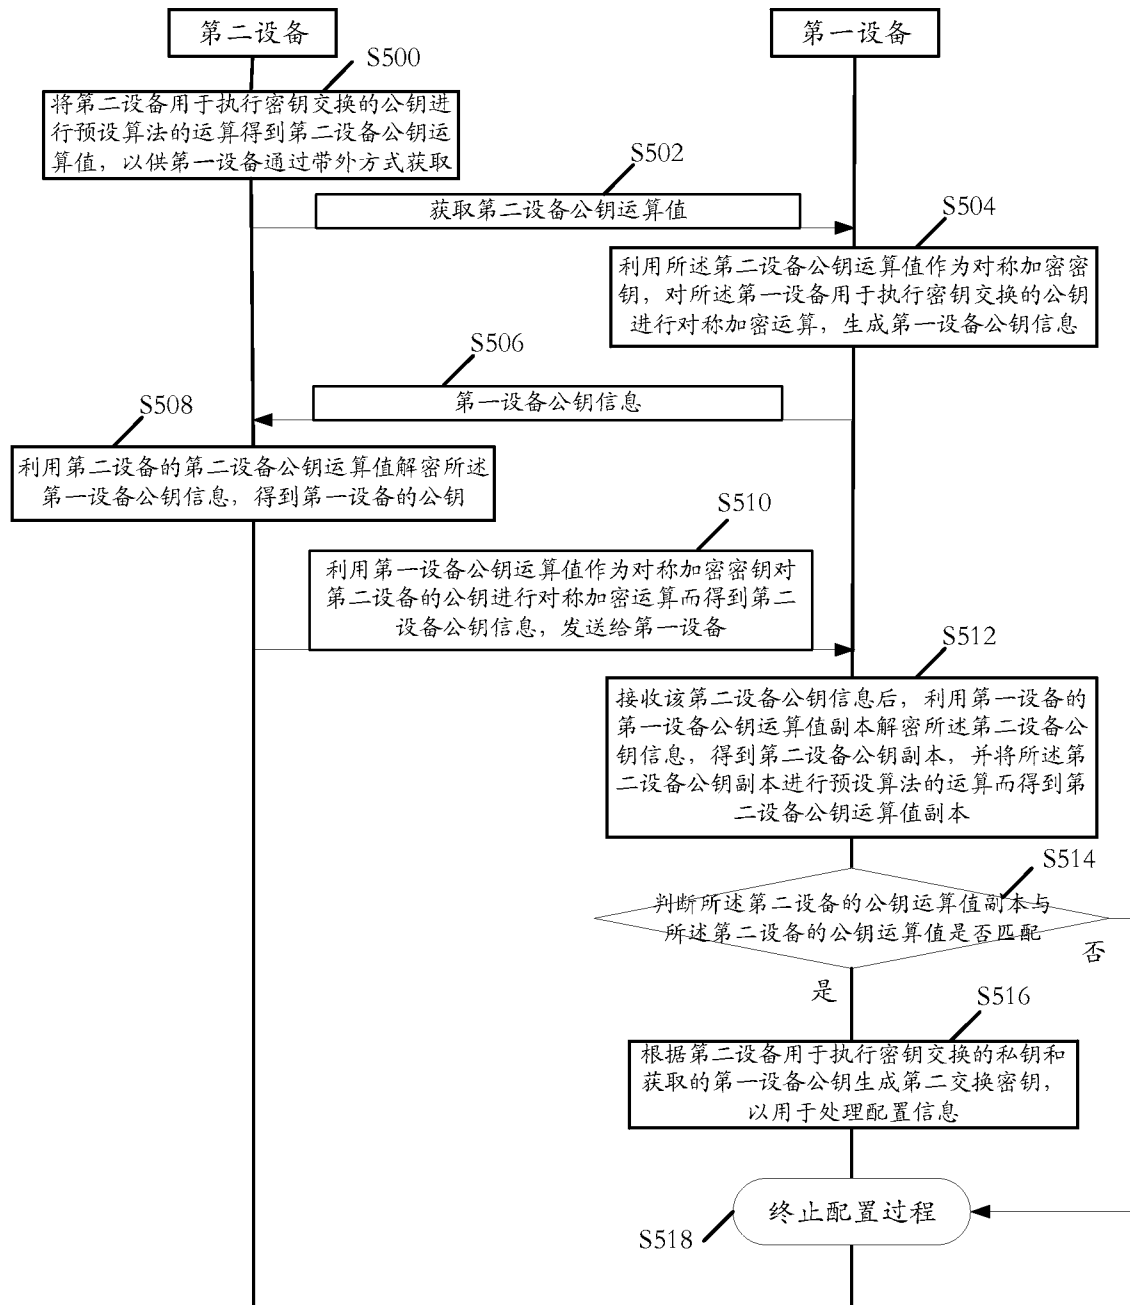 第二设备
第一设备
S500
将第二设备用于执行密钥交换的公钥进
行预设算法的运算得到第二设备公钥运
算值，以供第一设备通过带外方式获取
S502
获取第二设备公钥运算值
S504
利用所述第二设备公钥运算值作为对称加密密
钥，对所述第一设备用于执行密钥交换的公钥
进行对称加密运算，生成第一设备公钥信息
S506
第一设备公钥信息
S508
利用第二设备的第二设备公钥运算值解密所述
第一设备公钥信息，得到第一设备的公钥
S510
利用第一设备公钥运算值作为对称加密密钥对
第二设备的公钥进行对称加密运算而得到第二
设备公钥信息，发送给第一设备
S512
接收该第二设备公钥信息后，利用第一设备的
第一设备公钥运算值副本解密所述第二设备公
钥信息，得到第二设备公钥副本，并将所述第
二设备公钥副本进行预设算法的运算而得到第
二设备公钥运算值副本
S514
判断所述第二设备的公钥运算值副本与
所述第二设备的公钥运算值是否匹配
否
是
S516
根据第二设备用于执行密钥交换的私钥和
获取的第一设备公钥生成第二交换密钥，
以用于处理配置信息
终止配置过程
S518